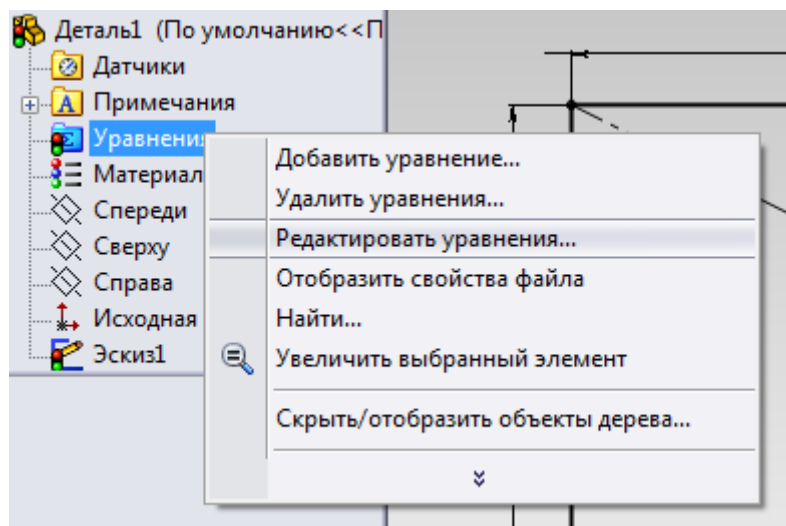 Деталь1 (По умолчанию<<П
Датчики
Примечания
Уравнения
Материал
Спереди
Сверху
Справа
Исходная
Эскиз1
Добавить уравнение...
Удалить уравнения...
Редактировать уравнения...
Отобразить свойства файла
Найти...
Увеличить выбранный элемент
Скрыть/отобразить объекты дерева...